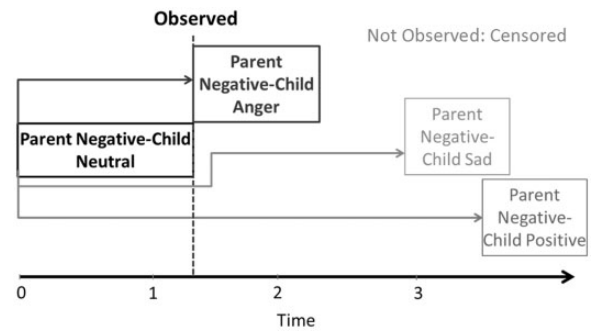 Observed
Not Observed: Censored
Parent
Negative-Child
Anger
Parent Negative-Child
Neutral
Parent
Negative-
Child Sad
Parent
Negative-
Child Positive
0 1 2 3
Time